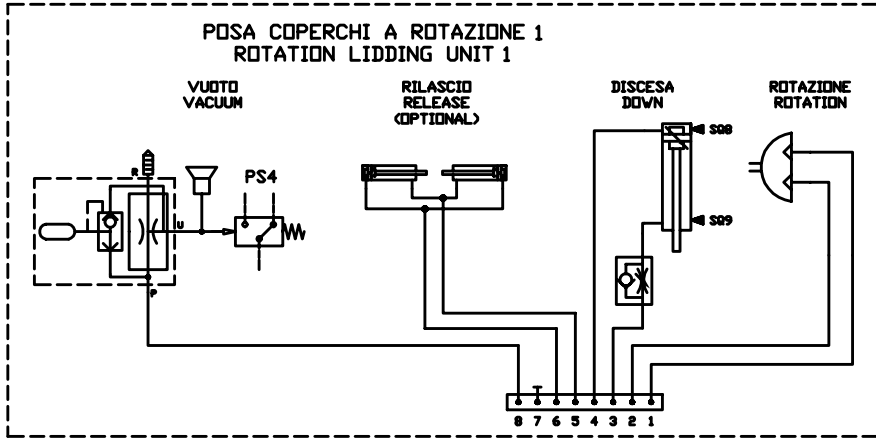 POSA COPERCHI A ROTAZIONE 1
ROTATION LIDDING UNIT 1
VUOTO
VACUUM
RILASCIO
RELEASE
(OPTIONAL)
DISCESA
DOWN
ROTAZIONE
ROTATION
SQ8
R
PS4
U
SQ9
P
8 7 6 5 4 3 2 1